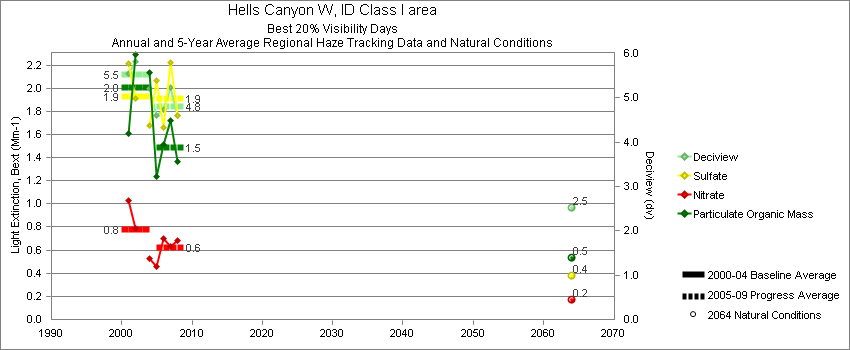 Hells Canyon W, ID Class I area
Best 20% Visibility Days
Annual and 5-Year Average Regional Haze Tracking Data and Natural Conditions
Light Extinction, Bext (Mm-1)
2.2
2.0
1.8
1.6
1.4
1.2
1.0
0.8
0.6
0.4
0.2
0.0
5.5
2.0
1.9
1.9
4.8
1.5
0.8
0.6
2.5
0.5
0.4
0.2
6.0
5.0
4.0
3.0
2.0
1.0
0.0
Deciview (dv)
1990 2000 2010 2020 2030 2040 2050 2060 2070
Deciview
Sulfate
Nitrate
Particulate Organic Mass
2000-04 Baseline Average
2005-09 Progress Average
2064 Natural Conditions